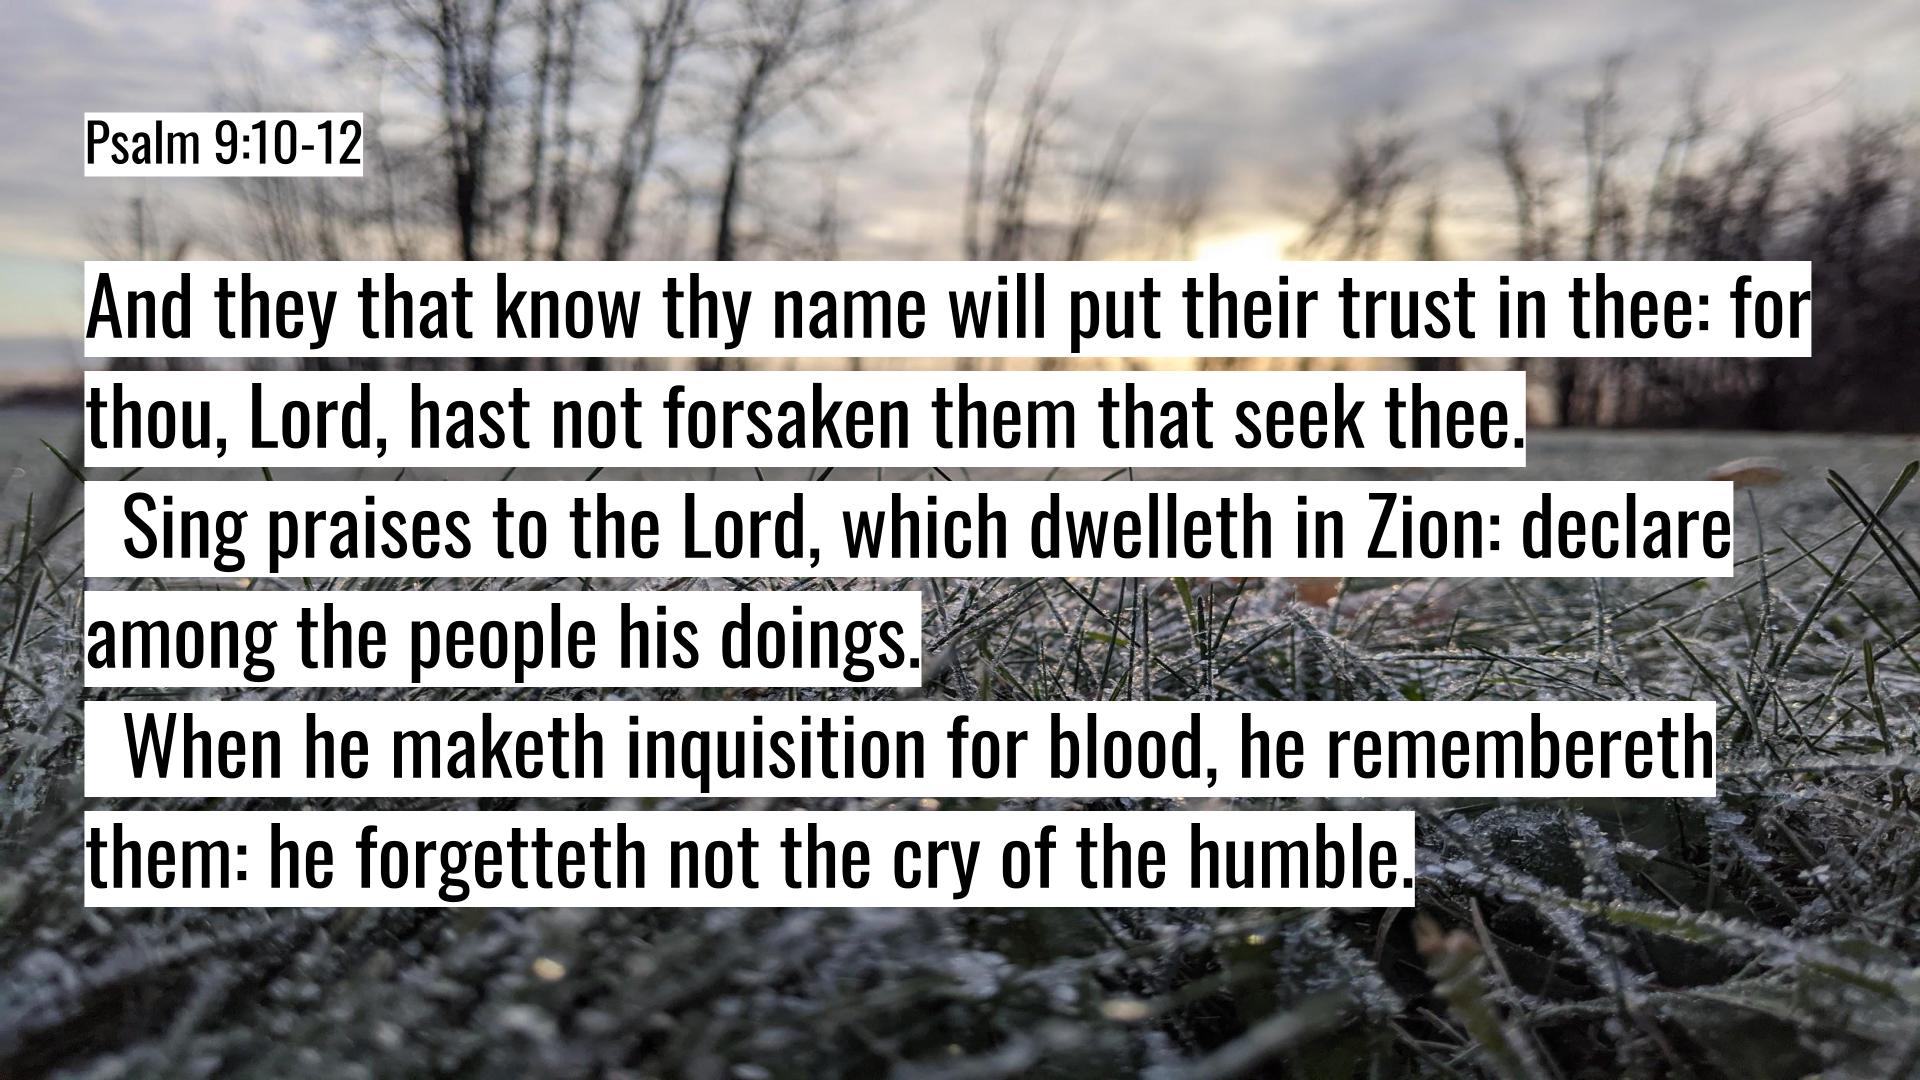 Psalm 9:10-12
And they that know thy name will put their trust in thee: for
thou, Lord, hast not forsaken them that seek thee.
Sing praises to the Lord, which dwelleth in Zion: declare
among the people his doings.
When he maketh inquisition for blood, he remembereth
them: he forgetteth not the cry of the humble.